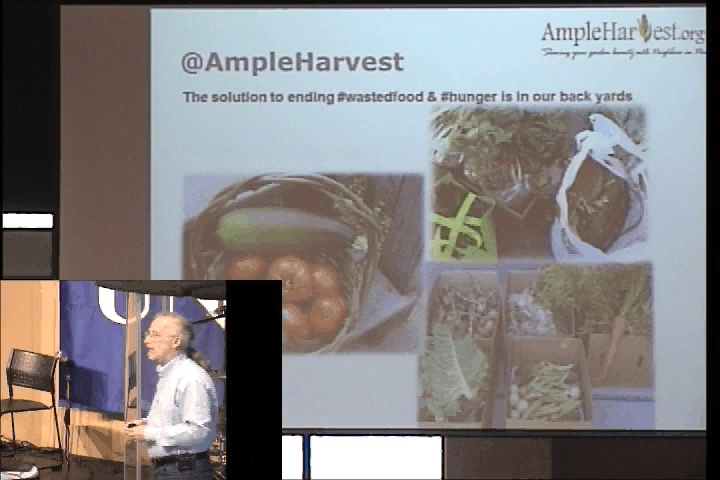 AmpleHarvest.org
@AmpleHarvest
The solution to ending #wastedfood & #hunger is in our back yards